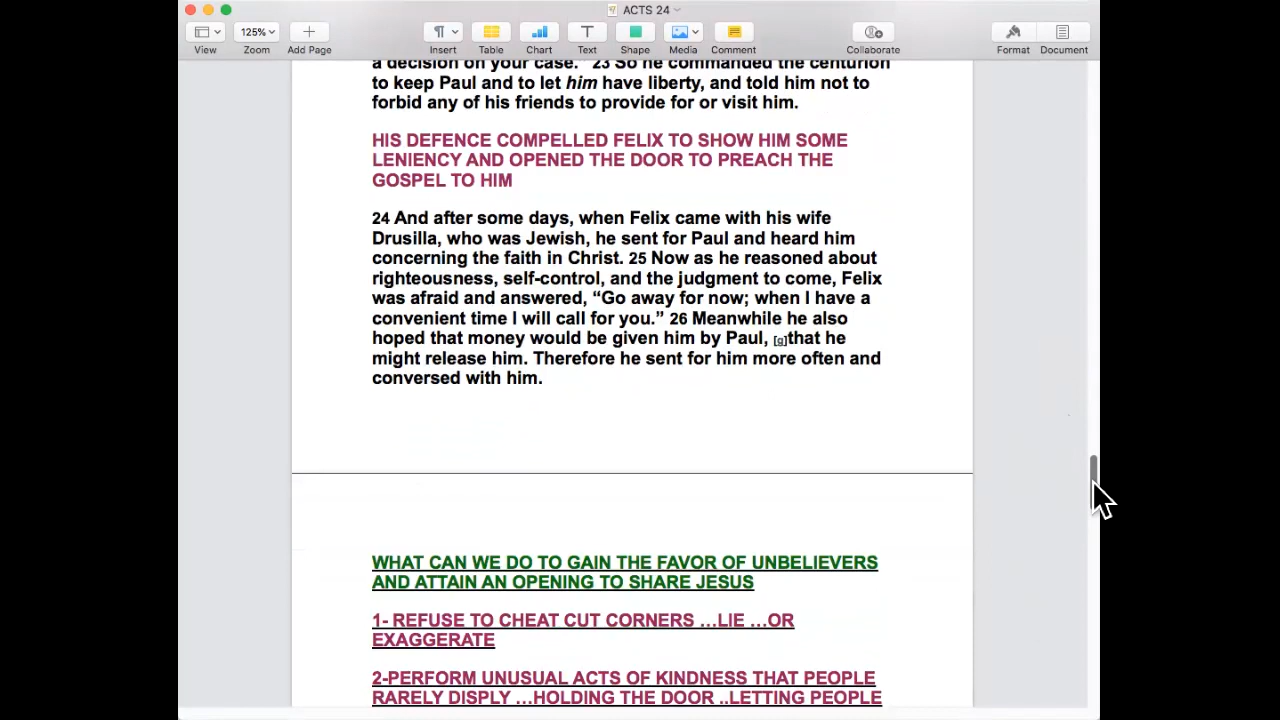 ACTS 24
125%
View
Zoom
Add Page
Insert
Table
Chart
Text
Shape
Media
Comment
Collaborate
Format
Document
a decision on your case." 23 So he commanded the centurion
to keep Paul and to let him have liberty, and told him not to
forbid any of his friends to provide for or visit him.
HIS DEFENCE COMPELLED FELIX TO SHOW HIM SOME
LENIENCY AND OPENED THE DOOR TO PREACH THE
GOSPEL TO HIM
24 And after some days, when Felix came with his wife
Drusilla, who was Jewish, he sent for Paul and heard him
concerning the faith in Christ. 25 Now as he reasoned about
righteousness, self-control, and the judgment to come, Felix
was afraid and answered, “Go away for now; when I have a
convenient time I will call for you.” 26 Meanwhile he also
hoped that money would be given him by Paul, [g]that he
might release him. Therefore he sent for him more often and
conversed with him.
WHAT CAN WE DO TO GAIN THE FAVOR OF UNBELIEVERS
AND ATTAIN AN OPENING TO SHARE JESUS
1- REFUSE TO CHEAT CUT CORNERS …LIE …OR
EXAGGERATE
2-PERFORM UNUSUAL ACTS OF KINDNESS THAT PEOPLE
RARELY DISPLY …HOLDING THE DOOR ..LETTING PEOPLE